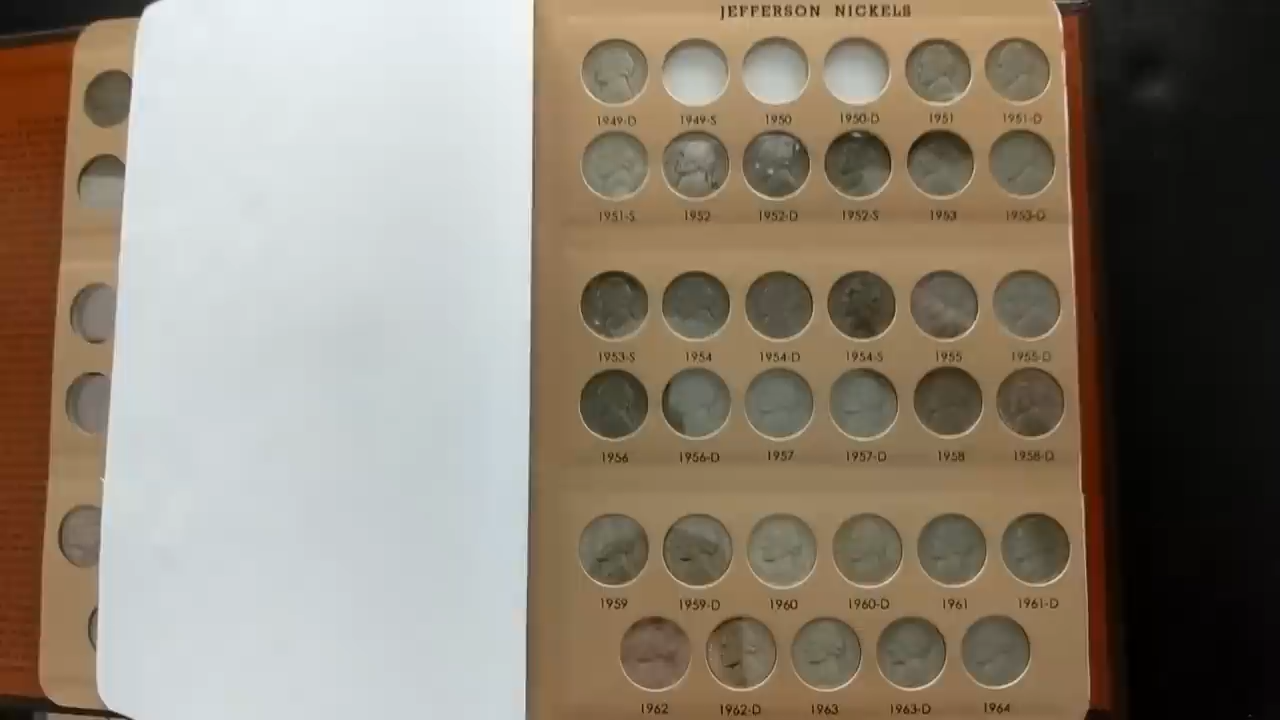 JEFFERSON NICKELS
1949-D 1949-S 1950 1950-D 1951 1951-D
1951-S 1952 1952-D 1952-S 1953 1953-D
1953-S 1954 1954-D 1954-S 1955 1955-D
1956 1956-D 1957 1957-D 1958 1958-D
1959 1959-D 1960 1960-D 1961 1961-D
1962 1962-D 1963 1963-D 1964